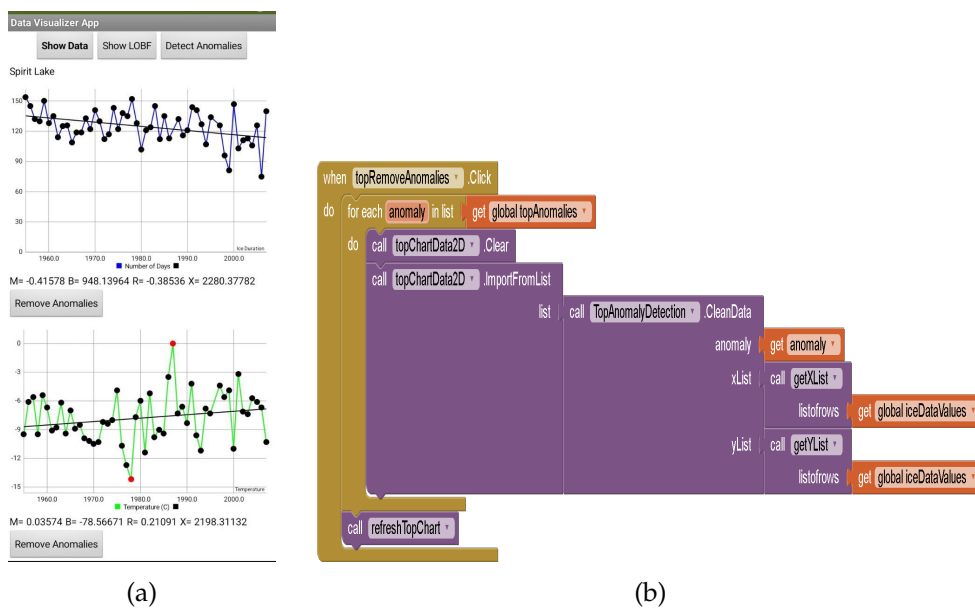 Data Visualizer App
Show Data Show LOBF Detect Anomalies
Spirit Lake
150
120
90
60
30
0
1960.0 1970.0 1980.0 1990.0 2000.0
Ice Duration
Number of Days
M= -0.41578 B= 948.13964 R= -0.38536 X= 2280.37782
Remove Anomalies
0
-3
-6
-9
-12
-15
1960.0 1970.0 1980.0 1990.0 2000.0
Temperature
Temperature (C)
M= 0.03574 B= -78.56671 R= 0.21091 X= 2198.31132
Remove Anomalies
(a)
when topRemoveAnomalies .Click
do for each anomaly in list get global topAnomalies
do call topChartData2D .Clear
call topChartData2D .ImportFromList
list call TopAnomalyDetection .CleanData
anomaly get anomaly
xList call getXList
listofrows get global iceDataValues
yList call getYList
listofrows get global iceDataValues
call refreshTopChart
(b)